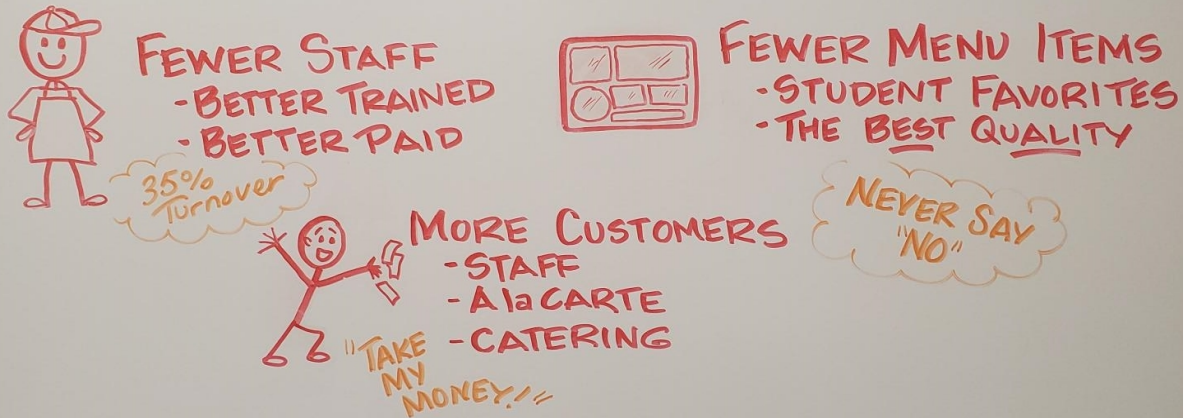 FEWER STAFF
-BETTER TRAINED
-BETTER PAID
35%
Turnover
FEWER MENU ITEMS
-STUDENT FAVORITES
-THE BEST QUALITY
NEVER SAY
"NO"
MORE CUSTOMERS
-STAFF
-A la CARTE
-CATERING
"TAKE
MY
MONEY!"